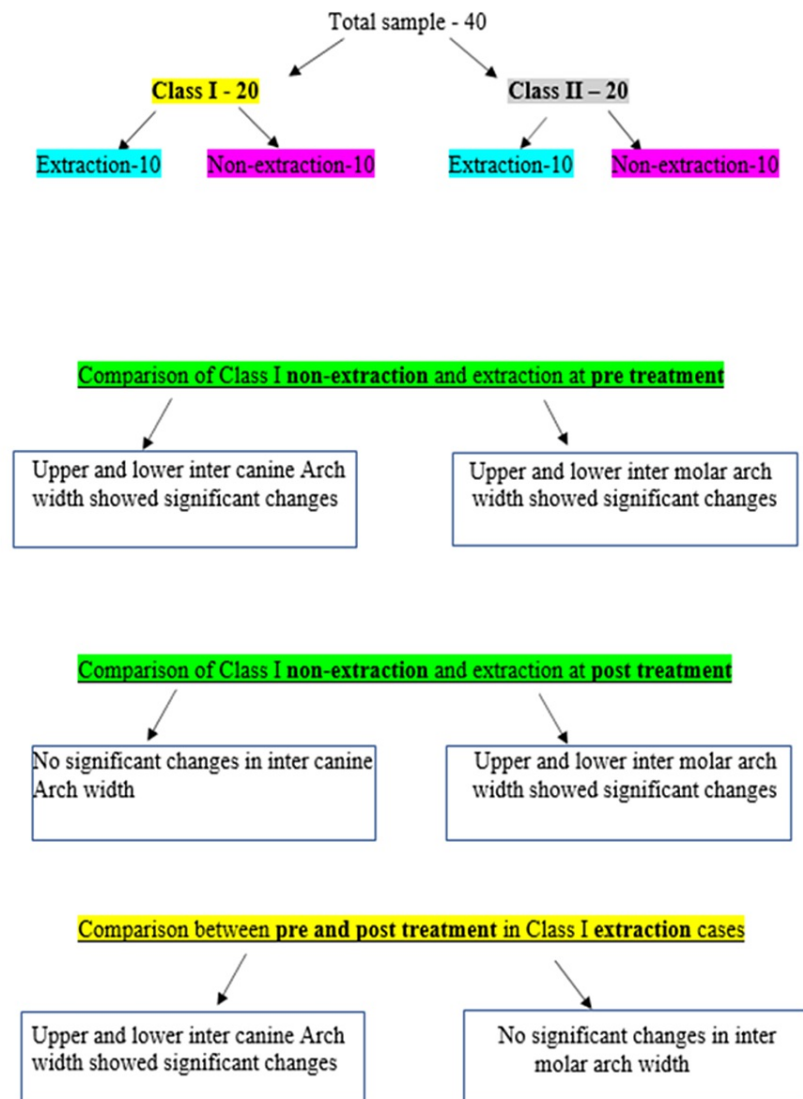 Total sample - 40
Class I - 20
Class II – 20
Extraction-10
Non-extraction-10
Extraction-10
Non-extraction-10
Comparison of Class I non-extraction and extraction at pre treatment
Upper and lower inter canine Arch
width showed significant changes
Upper and lower inter molar arch
width showed significant changes
Comparison of Class I non-extraction and extraction at post treatment
No significant changes in inter canine
Arch width
Upper and lower inter molar arch
width showed significant changes
Comparison between pre and post treatment in Class I extraction cases
Upper and lower inter canine Arch
width showed significant changes
No significant changes in inter
molar arch width